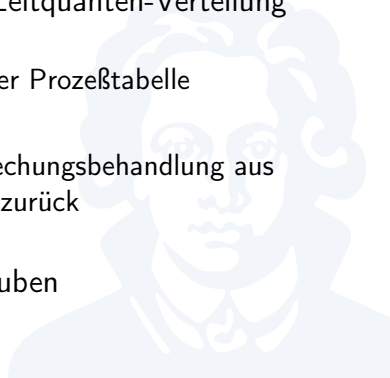 Zeitquanten-Verteilung
er Prozeßtabelle
echungsbehandlung aus
zurück
uben